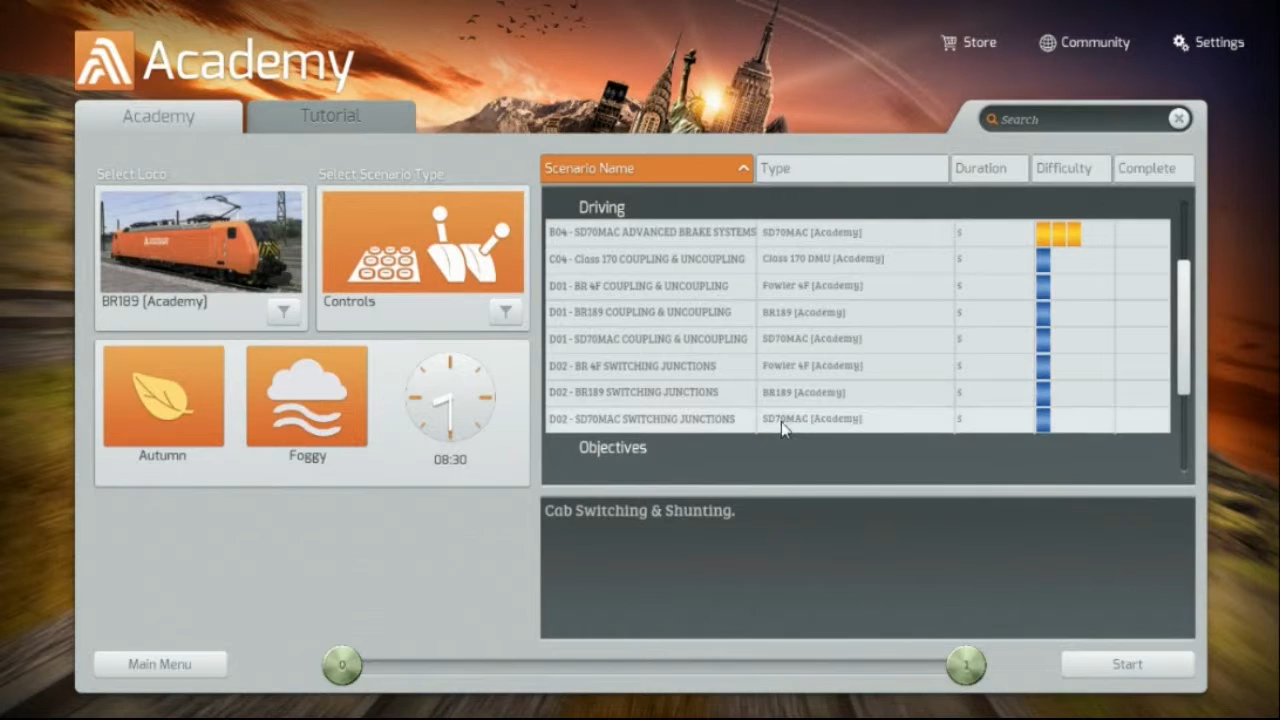 Academy
Store
Community
Settings
Academy
Tutorial
Search
Select Loco
Select Scenario Type
BR189 [Academy]
Controls
Autumn
Foggy
08:30
Scenario Name
Type
Duration
Difficulty
Complete
Driving
B04 - SD70MAC ADVANCED BRAKE SYSTEMS SD70MAC [Academy] S
C04 - Class 170 COUPLING & UNCOUPLING Class 170 DMU [Academy] S
D01 - BR 4F COUPLING & UNCOUPLING Fowler 4F [Academy] S
D01 - BR189 COUPLING & UNCOUPLING BR189 [Academy] S
D01 - SD70MAC COUPLING & UNCOUPLING SD70MAC [Academy] S
D02 - BR 4F SWITCHING JUNCTIONS Fowler 4F [Academy] S
D02 - BR189 SWITCHING JUNCTIONS BR189 [Academy] S
D02 - SD70MAC SWITCHING JUNCTIONS SD70MAC [Academy] S
Objectives
Cab Switching & Shunting.
Main Menu
0
1
Start